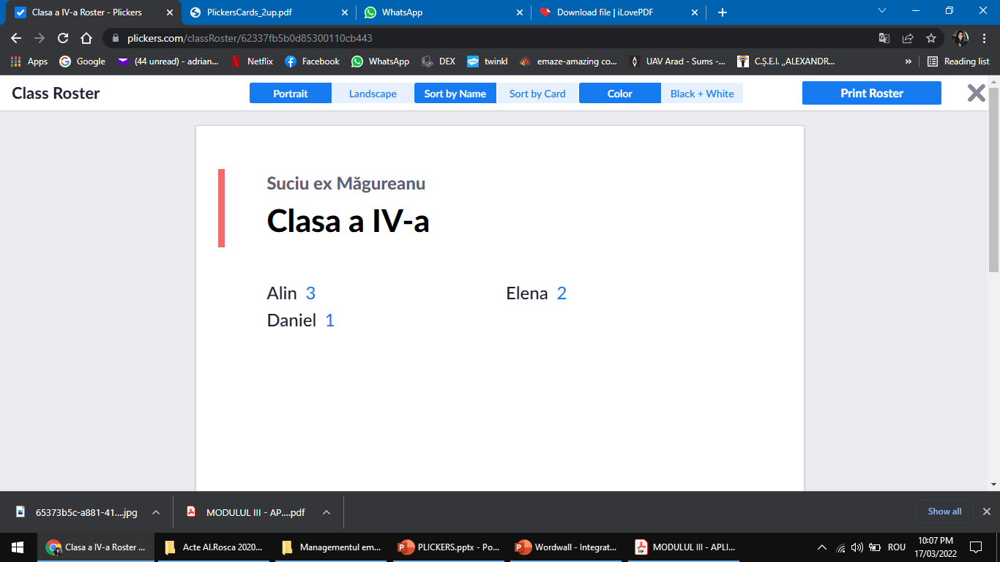 Clasa a IV-a Roster - Plickers
PlickersCards_2up.pdf
WhatsApp
Download file | iLovePDF
plickers.com/classRoster/62337fb5b0d85300110cb443
Apps
Google
(44 unread) - adrian...
Netflix
Facebook
WhatsApp
DEX
twinkl
emaze-amazing co...
UAV Arad - Sums -...
C.Ș.E.I. „ALEXANDR...
»
Reading list
Class Roster
Portrait
Landscape
Sort by Name
Sort by Card
Color
Black + White
Print Roster
Suciu ex Măgureanu
Clasa a IV-a
Alin 3
Elena 2
Daniel 1
65373b5c-a881-41....jpg
MODULUL III - AP....pdf
Show all
Clasa a IV-a Roster ...
Acte Al.Rosca 2020...
Managementul em...
PLICKERS.pptx - Po...
Wordwall - Integrat...
MODULUL III - APLI...
ROU
10:07 PM
17/03/2022